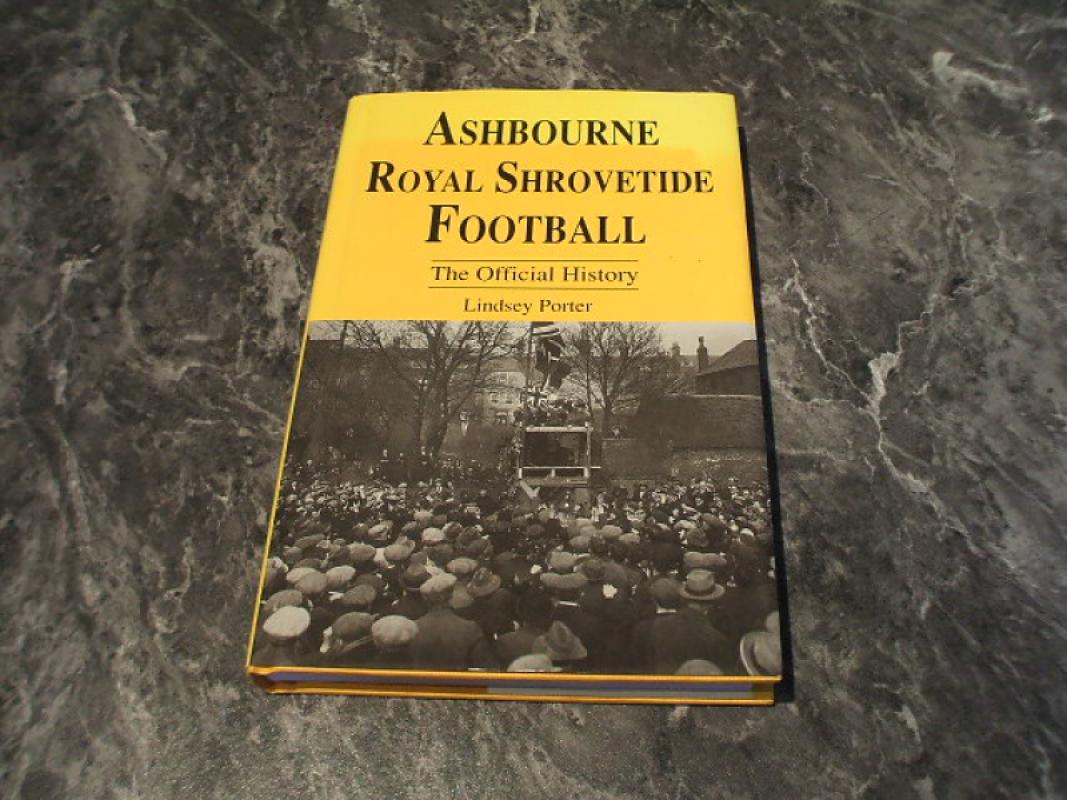 ASHBOURNE
ROYAL SHROVETIDE
FOOTBALL
The Official History
Lindsey Porter